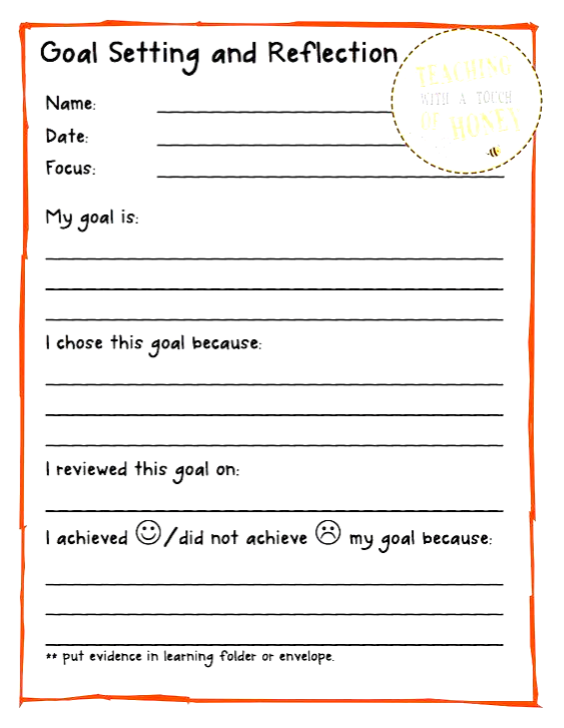 Goal Setting and Reflection
TEACHING
WITH A TOUCH
OF HONEY
Name:
Date:
Focus:
My goal is:
I chose this goal because:
I reviewed this goal on:
I achieved ☺/did not achieve ☹ my goal because:
** put evidence in learning folder or envelope.